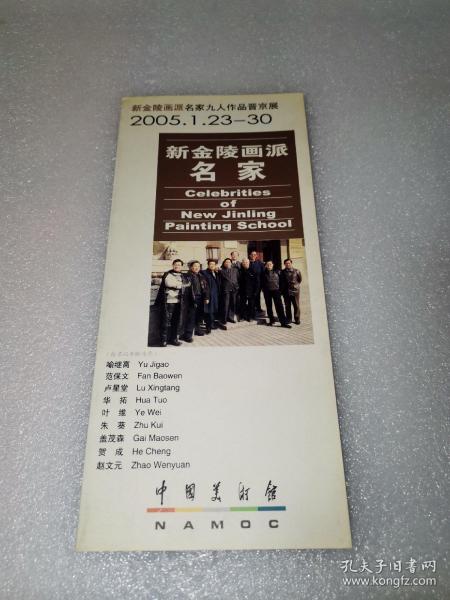 新金陵画派名家九人作品晋京展
2005.1.23-30
新金陵画派
名家
Celebrities
of
New Jinling
Painting School
喻继高 Yu Jigao
范保文 Fan Baowen
卢星堂 Lu Xingtang
华拓 Hua Tuo
叶维 Ye Wei
朱葵 Zhu Kui
盖茂森 Gai Maosen
贺成 He Cheng
赵文元 Zhao Wenyuan
中国美术馆
NAMOC
孔夫子旧书网
www.kongfz.com